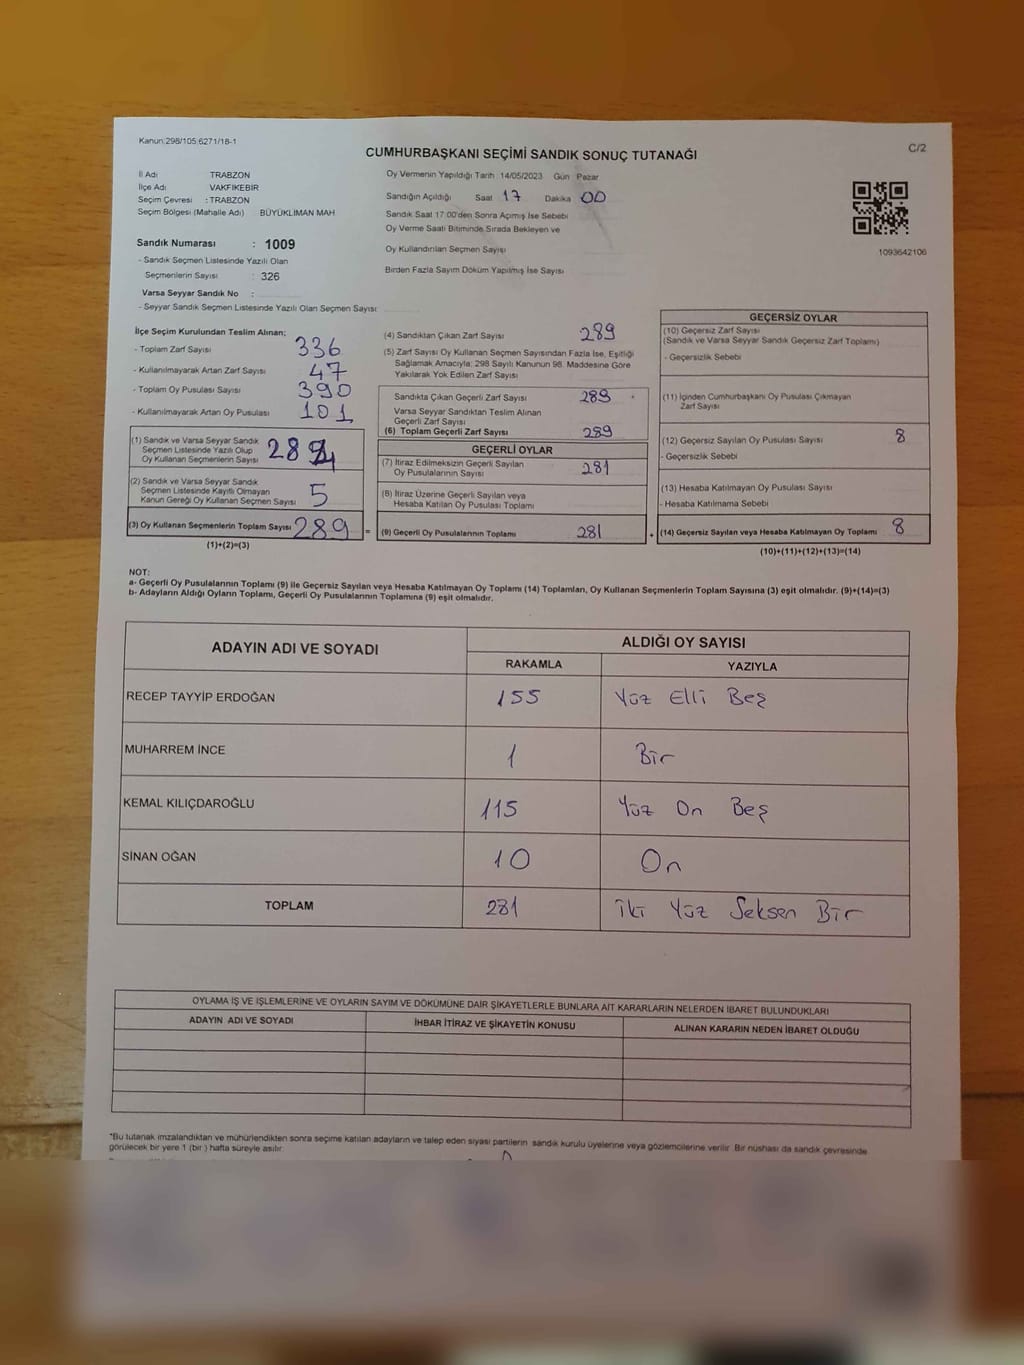 Kanun:298/105:6271/18-1
CUMHURBAŞKANI SEÇİMİ SANDIK SONUÇ TUTANAĞI
C/2
İl Adı TRABZON
İlçe Adı VAKFIKEBİR
Seçim Çevresi : TRABZON
Seçim Bölgesi (Mahalle Adı) BÜYÜKLİMAN MAH
Sandık Numarası : 1009
- Sandık Seçmen Listesinde Yazılı Olan
Seçmenlerin Sayısı : 326
Varsa Seyyar Sandık No :
- Seyyar Sandık Seçmen Listesinde Yazılı Olan Seçmen Sayısı:
Oy Vermenin Yapıldığı Tarih 14/05/2023 Gün Pazar
Sandığın Açıldığı Saat 17 Dakika 00
Sandık Saat 17:00'den Sonra Açımış İse Sebebi
Oy Verme Saati Bitiminde Sırada Bekleyen ve
Oy Kullandırılan Seçmen Sayısı
Birden Fazla Sayım Döküm Yapılmış İse Sayısı
1093642106
İlçe Seçim Kurulundan Teslim Alınan;
- Toplam Zarf Sayısı 336
- Kullanılmayarak Artan Zarf Sayısı 47
- Toplam Oy Pusulası Sayısı 390
- Kullanılmayarak Artan Oy Pusulası 101
(1) Sandık ve Varsa Seyyar Sandık
Seçmen Listesinde Yazılı Olup
Oy Kullanan Seçmenlerin Sayısı 284
(2) Sandık ve Varsa Seyyar Sandık
Seçmen Listesinde Kayıtlı Olmayan
Kanun Gereği Oy Kullanan Seçmen Sayısı 5
(3) Oy Kullanan Seçmenlerin Toplam Sayısı 289 =
(1)+(2)=(3)
(4) Sandıktan Çıkan Zarf Sayısı 289
(5) Zarf Sayısı Oy Kullanan Seçmen Sayısından Fazla İse, Eşitliği
Sağlamak Amacıyla; 298 Sayılı Kanunun 98. Maddesine Göre
Yakılarak Yok Edilen Zarf Sayısı
Sandıkta Çıkan Geçerli Zarf Sayısı 289
Varsa Seyyar Sandıktan Teslim Alınan
Geçerli Zarf Sayısı
(6) Toplam Geçerli Zarf Sayısı 289
GEÇERLİ OYLAR
(7) İtiraz Edilmeksizin Geçerli Sayılan
Oy Pusulalarının Sayısı 281
(8) İtiraz Üzerine Geçerli Sayılan veya
Hesaba Katılan Oy Pusulası Toplamı
(9) Geçerli Oy Pusulalarının Toplamı 281 +
GEÇERSİZ OYLAR
(10) Geçersiz Zarf Sayısı
(Sandık ve Varsa Seyyar Sandık Geçersiz Zarf Toplamı)
- Geçersizlik Sebebi
(11) İçinden Cumhurbaşkanı Oy Pusulası Çıkmayan
Zarf Sayısı
(12) Geçersiz Sayılan Oy Pusulası Sayısı 8
- Geçersizlik Sebebi
(13) Hesaba Katılmayan Oy Pusulası Sayısı
- Hesaba Katılmama Sebebi
(14) Geçersiz Sayılan veya Hesaba Katılmayan Oy Toplamı 8
(10)+(11)+(12)+(13)=(14)
NOT:
a- Geçerli Oy Pusulalarının Toplamı (9) ile Geçersiz Sayılan veya Hesaba Katılmayan Oy Toplamı (14) Toplamları, Oy Kullanan Seçmenlerin Toplam Sayısına (3) eşit olmalıdır. (9)+(14)=(3)
b- Adayların Aldığı Oyların Toplamı, Geçerli Oy Pusulalarının Toplamına (9) eşit olmalıdır.
ADAYIN ADI VE SOYADI ALDIĞI OY SAYISI
RAKAMLA YAZIYLA
RECEP TAYYİP ERDOĞAN 155 Yüz Elli Beş
MUHARREM İNCE 1 Bir
KEMAL KILIÇDAROĞLU 115 Yüz On Beş
SİNAN OĞAN 10 On
TOPLAM 281 İki Yüz Seksen Bir
OYLAMA İŞ VE İŞLEMLERİNE VE OYLARIN SAYIM VE DÖKÜMÜNE DAİR ŞİKAYETLERLE BUNLARA AİT KARARLARIN NELERDEN İBARET BULUNDUKLARI
ADAYIN ADI VE SOYADI İHBAR İTİRAZ VE ŞİKAYETİN KONUSU ALINAN KARARIN NEDEN İBARET OLDUĞU
"Bu tutanak imzalandıktan ve mühürlendikten sonra seçime katılan adayların ve talep eden siyasi partilerin sandık kurulu üyelerine veya gözlemcilerine verilir. Bir nüshası da sandık çevresinde
görülecek bir yere 1 (bir ) hafta süreyle asılır.